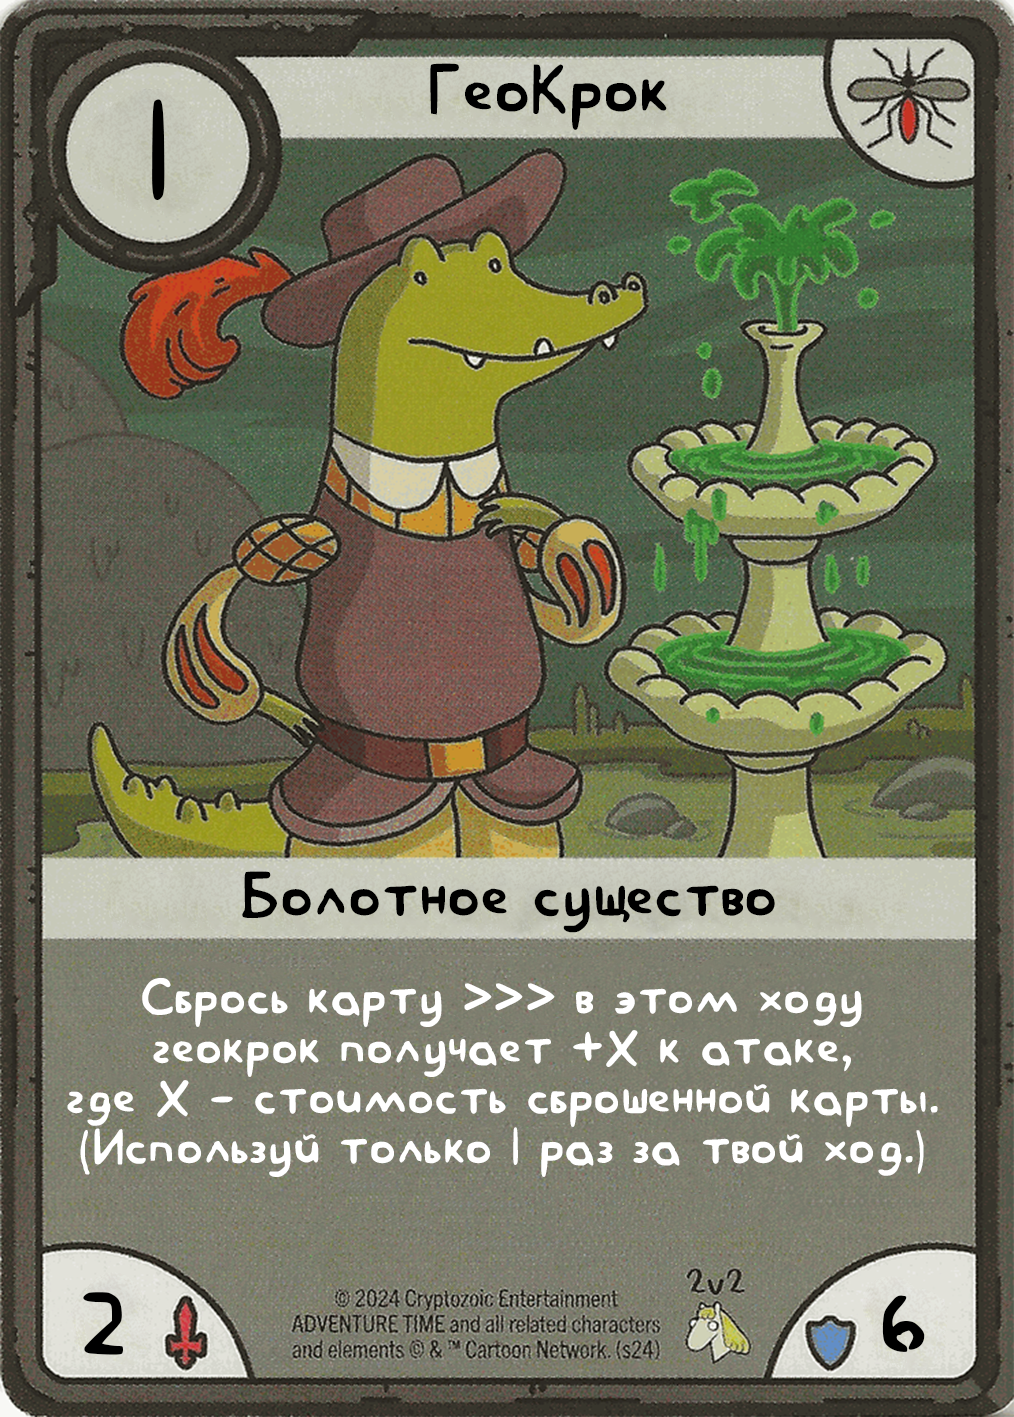 1
ГеоКрок
Болотное существо
Сбрось карту >>> в этом ходу
геокрок получает +X к атаке,
где X - стоимость сброшенной карты.
(Используй только 1 раз за твой ход.)
2v2
© 2024 Cryptozoic Entertainment
ADVENTURE TIME and all related characters
and elements © & ™ Cartoon Network. (s24)
2
6